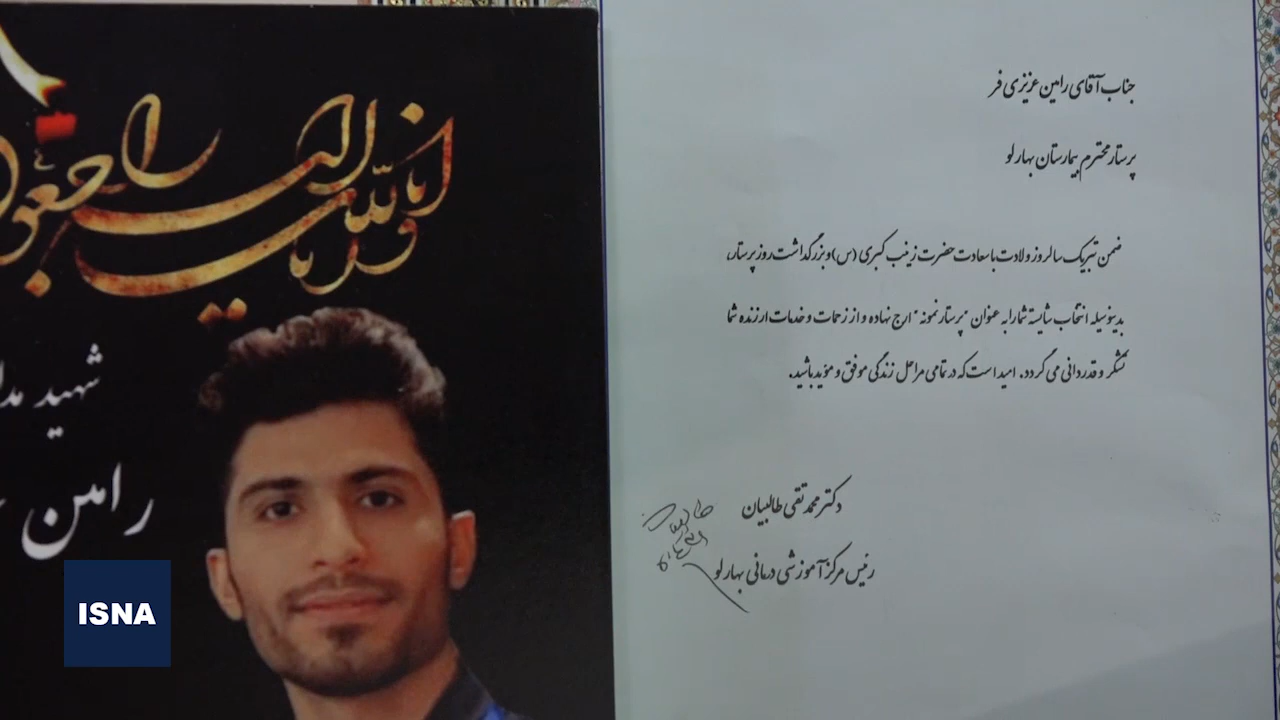 انا لله و انا الیه راجعون
شهید
رامین
ISNA
جناب آقای رامین عزیزی فر
پرستار محترم بیمارستان بهارلو
ضمن تبریک سالروز ولادت با سعادت حضرت زینب کبری (س) و بزرگداشت روز پرستار،
بدینوسیله انتخاب شایسته شما را به عنوان "پرستار نمونه" ارج نهاده و از زحمات و خدمات ارزنده شما
تشکر و قدردانی می گردد. امید است که در تمامی مراحل زندگی موفق و مؤید باشید.
دکتر محمد تقی طالبیان
رئیس مرکز آموزشی درمانی بهارلو